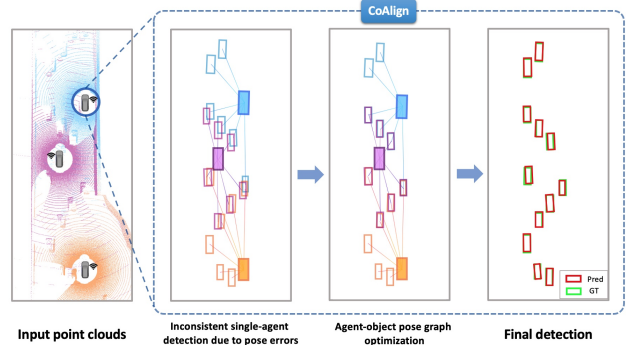 CoAlign
Pred
GT
Input point clouds
Inconsistent single-agent
detection due to pose errors
Agent-object pose graph
optimization
Final detection